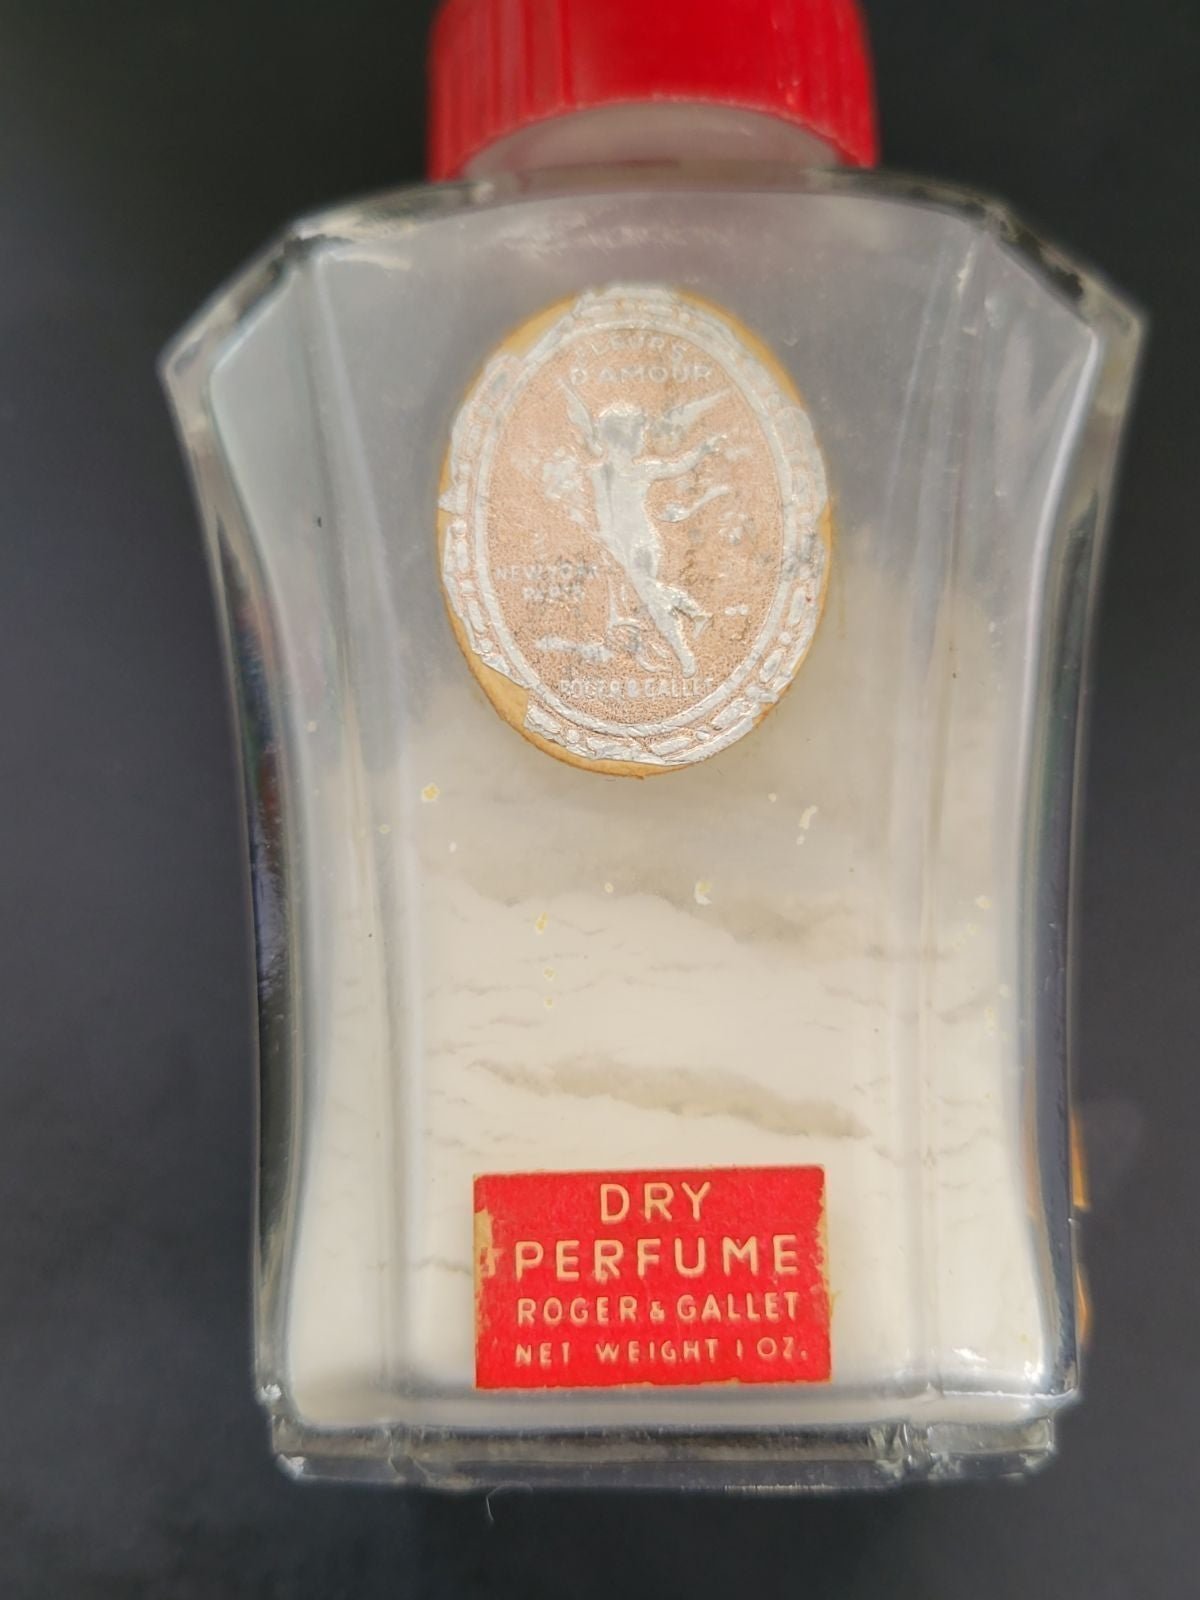 FLEURS
D'AMOUR
NEW YORK
PARIS
ROGER & GALLET
DRY
PERFUME
ROGER & GALLET
NET WEIGHT 1 OZ.